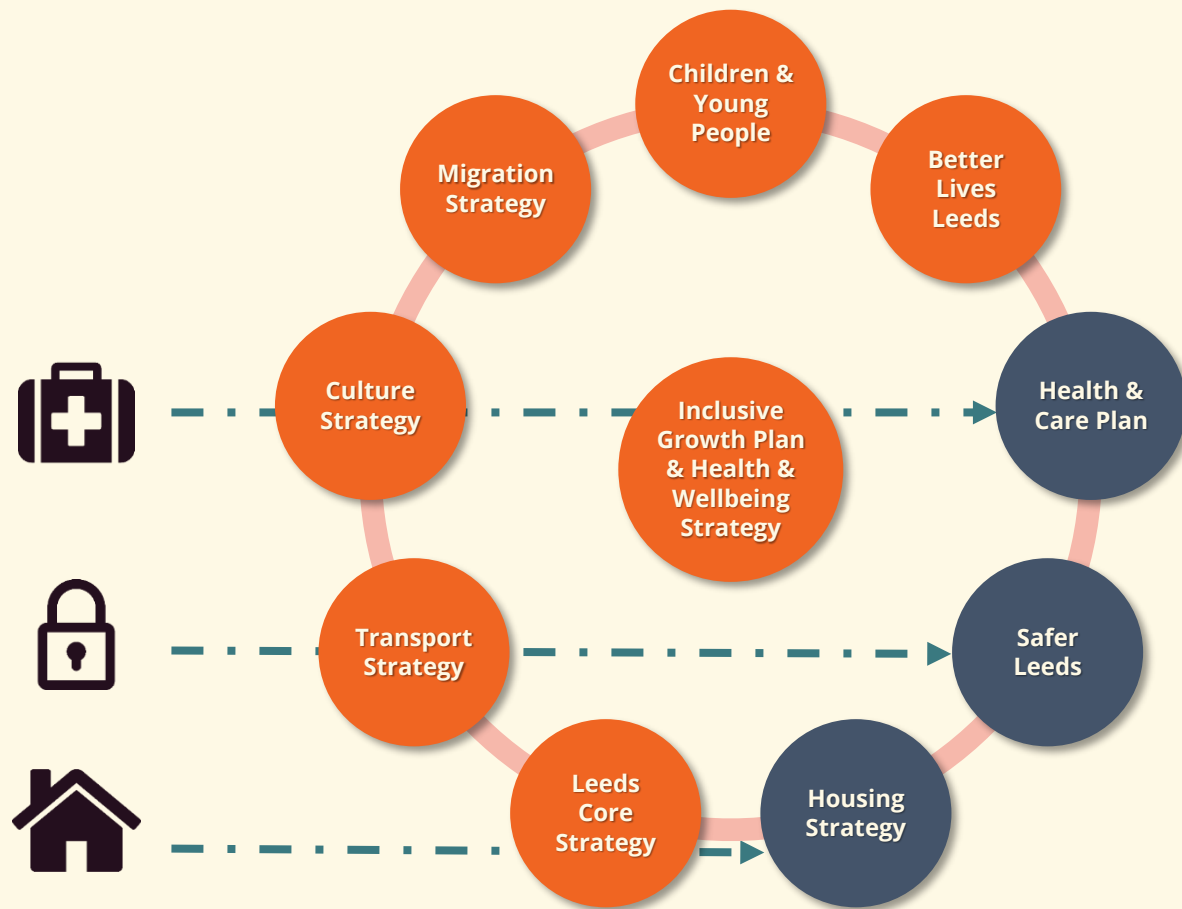 Children &
Young
People
Migration
Strategy
Better
Lives
Leeds
Culture
Strategy
Inclusive
Growth Plan
& Health &
Wellbeing
Strategy
Health &
Care Plan
Transport
Strategy
Safer
Leeds
Leeds
Core
Strategy
Housing
Strategy